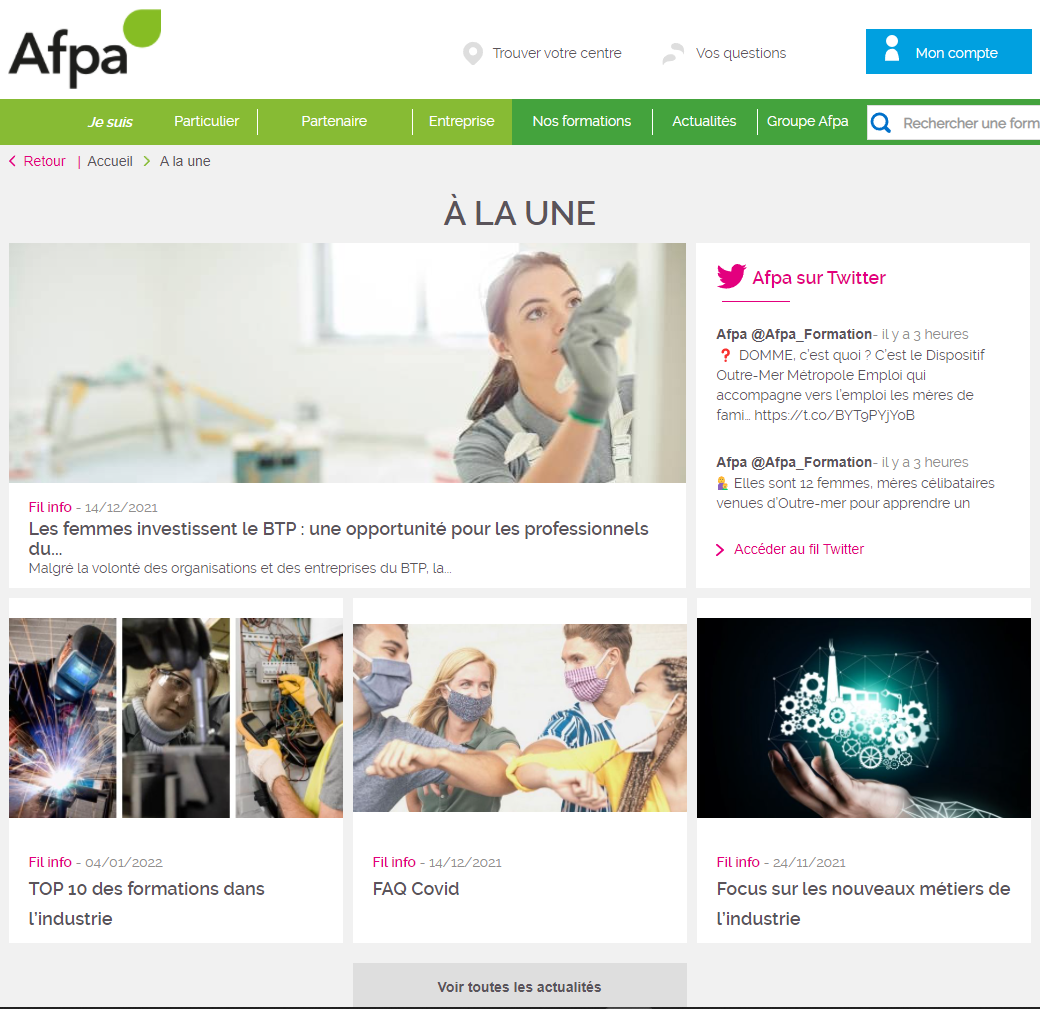 Afpa
Trouver votre centre
Vos questions
Mon compte
Je suis
Particulier
Partenaire
Entreprise
Nos formations
Actualités
Groupe Afpa
Rechercher une form
Retour | Accueil > A la une
À LA UNE
Fil info - 14/12/2021
Les femmes investissent le BTP : une opportunité pour les professionnels
du...
Malgré la volonté des organisations et des entreprises du BTP, la...
Afpa sur Twitter
Afpa @Afpa_Formation- il y a 3 heures
❓ DOMME, c'est quoi ? C'est le Dispositif
Outre-Mer Métropole Emploi qui
accompagne vers l'emploi les mères de
fami… https://t.co/BYT9PYjYoB
Afpa @Afpa_Formation- il y a 3 heures
Elles sont 12 femmes, mères célibataires
venues d'Outre-mer pour apprendre un
Accéder au fil Twitter
Fil info - 04/01/2022
TOP 10 des formations dans
l'industrie
Fil info - 14/12/2021
FAQ Covid
Fil info - 24/11/2021
Focus sur les nouveaux métiers de
l'industrie
Voir toutes les actualités